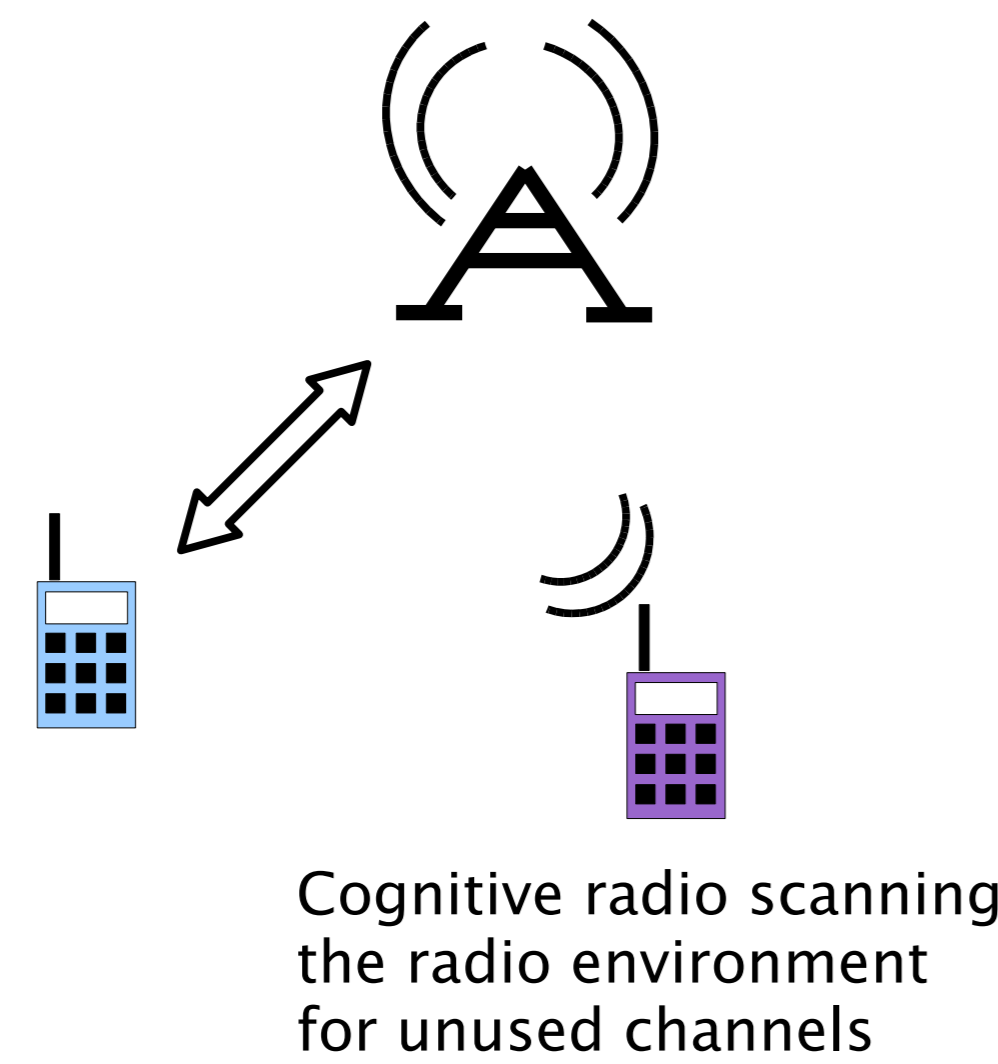 Cognitive radio scanning
the radio environment
for unused channels